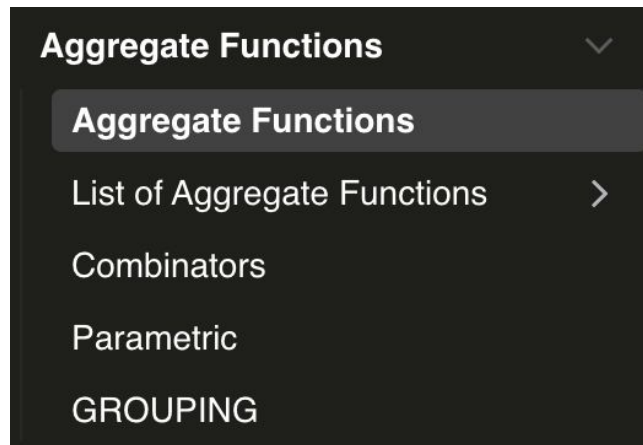 Aggregate Functions
Aggregate Functions
List of Aggregate Functions
Combinators
Parametric
GROUPING